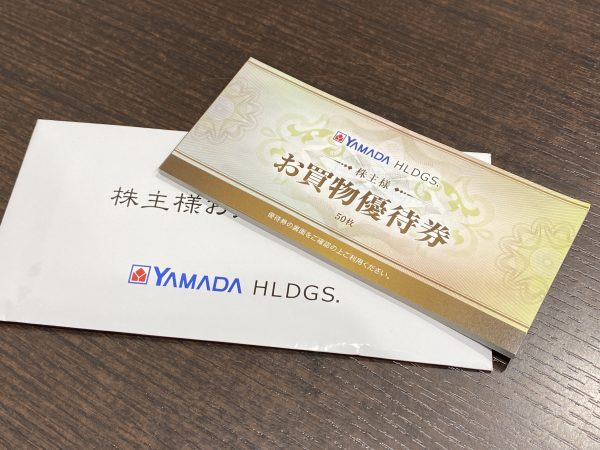 YAMADA HLDGS.
株主様
お買物優待券
50枚
優待券の裏面をご確認の上ご利用ください。
株主様お
YAMADA HLDGS.